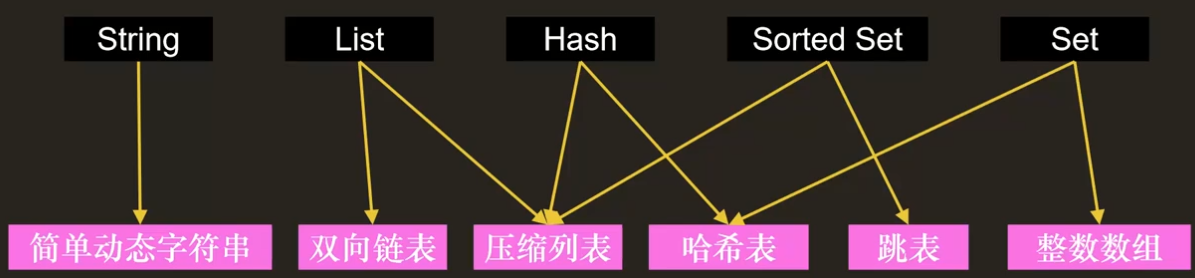 String
List
Hash
Sorted Set
Set
简单动态字符串
双向链表
压缩列表
哈希表
跳表
整数数组